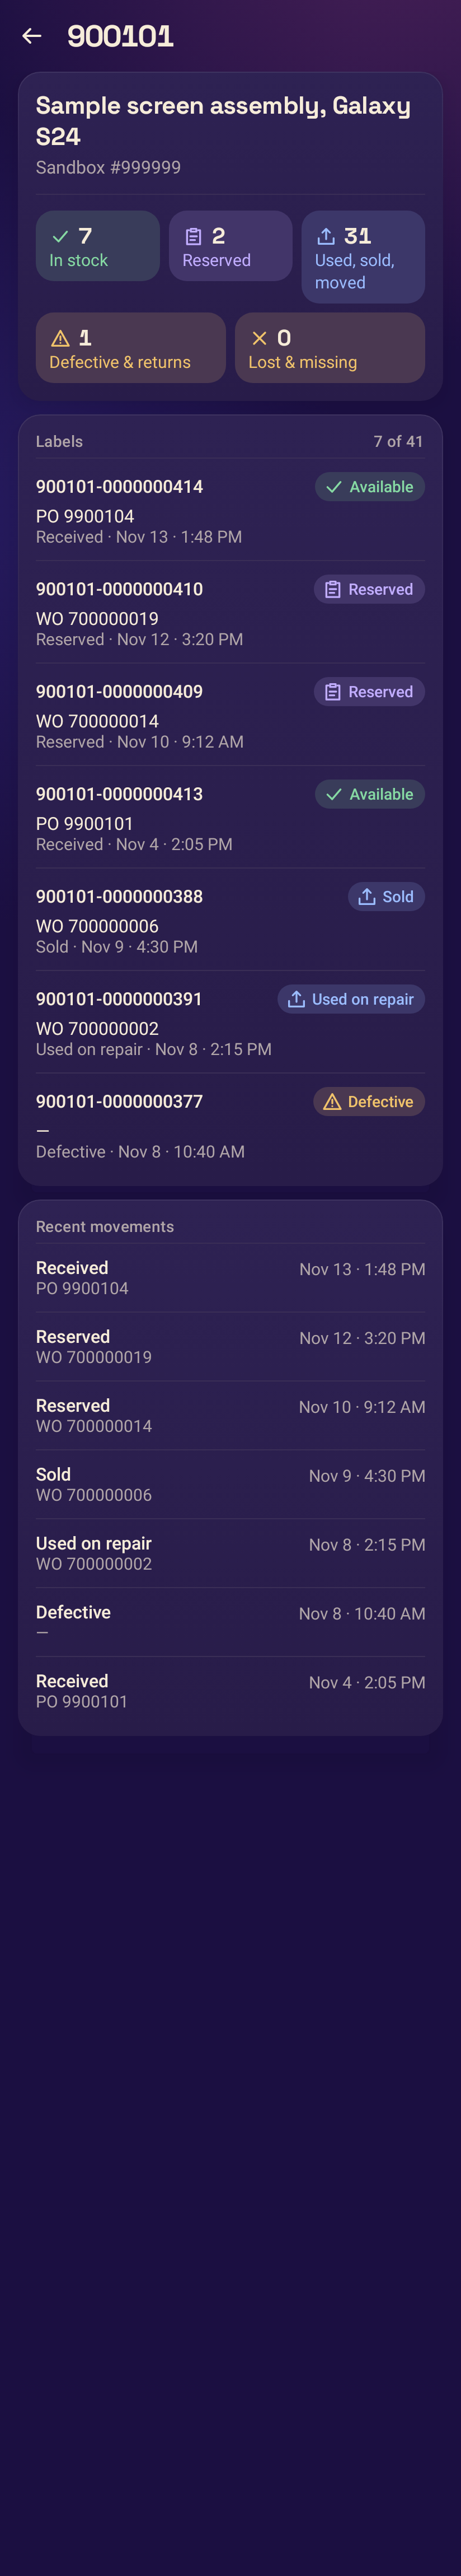 900101
Sample screen assembly, Galaxy
S24
Sandbox #999999
7
In stock
2
Reserved
31
Used, sold,
moved
1
Defective & returns
0
Lost & missing
Labels 7 of 41
900101-0000000414 Available
PO 9900104
Received · Nov 13 · 1:48 PM
900101-0000000410 Reserved
WO 700000019
Reserved · Nov 12 · 3:20 PM
900101-0000000409 Reserved
WO 700000014
Reserved · Nov 10 · 9:12 AM
900101-0000000413 Available
PO 9900101
Received · Nov 4 · 2:05 PM
900101-0000000388 Sold
WO 700000006
Sold · Nov 9 · 4:30 PM
900101-0000000391 Used on repair
WO 700000002
Used on repair · Nov 8 · 2:15 PM
900101-0000000377 Defective
—
Defective · Nov 8 · 10:40 AM
Recent movements
Received Nov 13 · 1:48 PM
PO 9900104
Reserved Nov 12 · 3:20 PM
WO 700000019
Reserved Nov 10 · 9:12 AM
WO 700000014
Sold Nov 9 · 4:30 PM
WO 700000006
Used on repair Nov 8 · 2:15 PM
WO 700000002
Defective Nov 8 · 10:40 AM
—
Received Nov 4 · 2:05 PM
PO 9900101